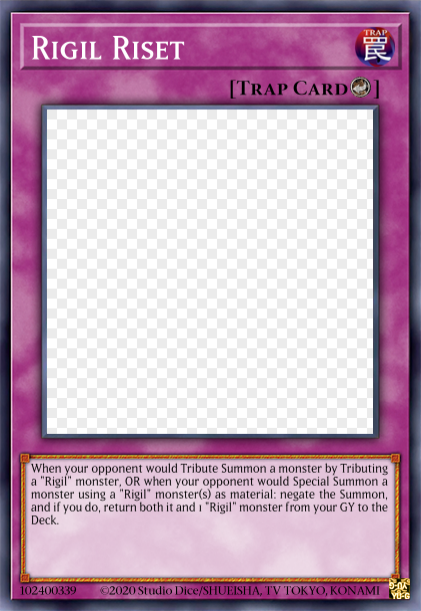 Rigil Riset
TRAP
罠
[Trap Card]
When your opponent would Tribute Summon a monster by Tributing
a "Rigil" monster, OR when your opponent would Special Summon a
monster using a "Rigil" monster(s) as material: negate the Summon,
and if you do, return both it and 1 "Rigil" monster from your GY to the
Deck.
102400339
©2020 Studio Dice/SHUEISHA, TV TOKYO, KONAMI